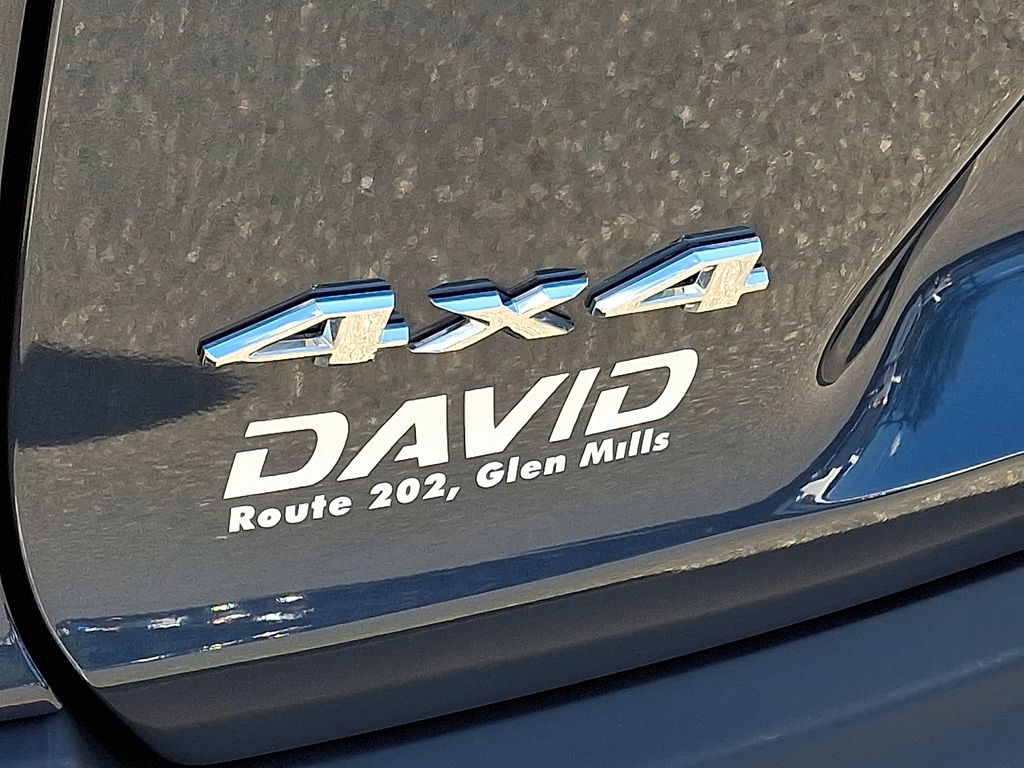 4x4
DAVID
Route 202, Glen Mills